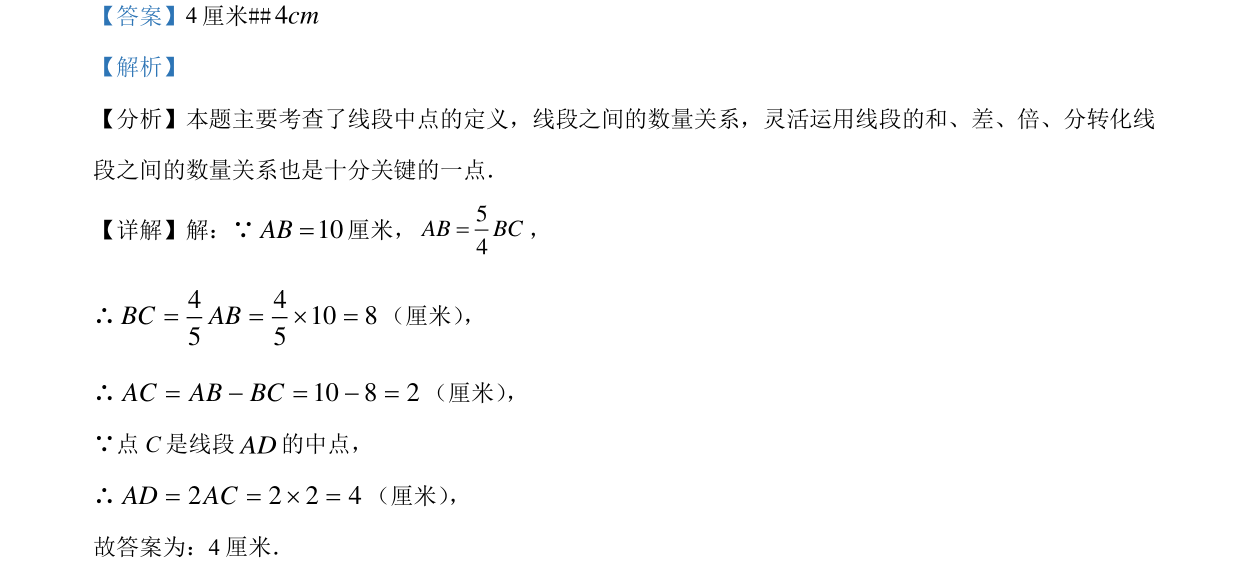 【答案】4 厘米##4cm
【解析】
【分析】本题主要考查了线段中点的定义，线段之间的数量关系，灵活运用线段的和、差、倍、分转化线
段之间的数量关系也是十分关键的一点．
【详解】解：∵ AB＝10厘米， AB＝5/4 BC，
∴ BC = 4/5 AB = 4/5 × 10 = 8（厘米），
∴ AC = AB − BC = 10 − 8 = 2（厘米），
∵点 C 是线段 AD 的中点，
∴ AD = 2AC = 2 × 2 = 4（厘米），
故答案为：4 厘米．